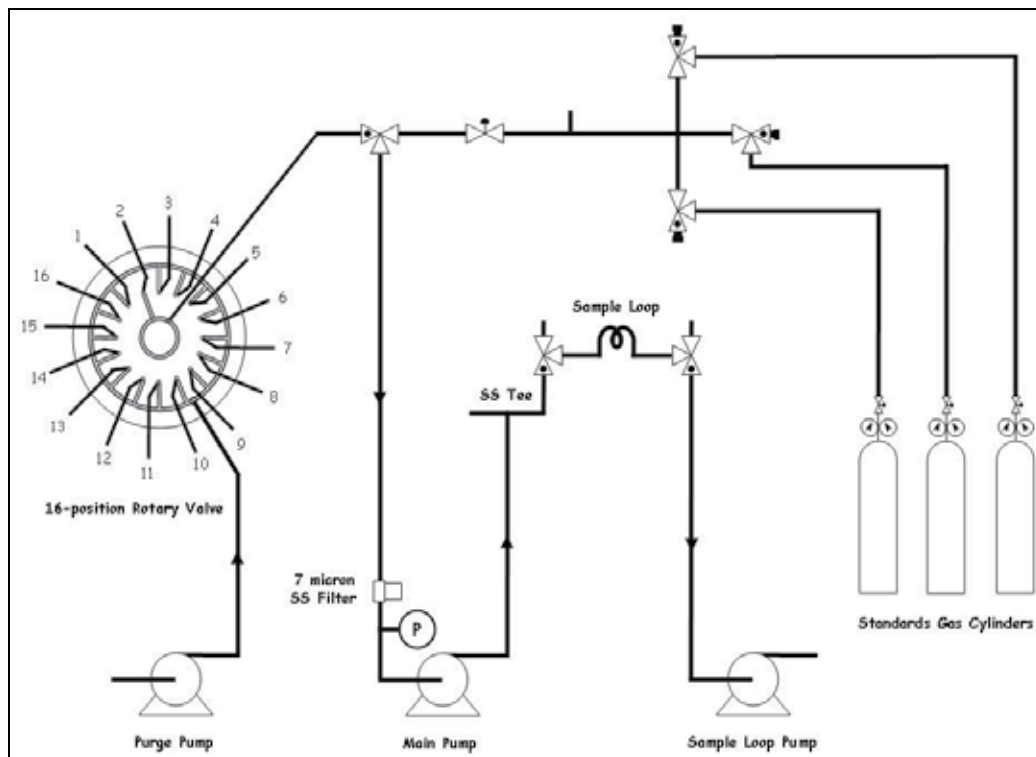 1
2
3
4
5
6
7
8
9
10
11
12
13
14
15
16
16-position Rotary Valve
Sample Loop
SS Tee
7 micron
SS Filter
P
Standards Gas Cylinders
Purge Pump
Main Pump
Sample Loop Pump